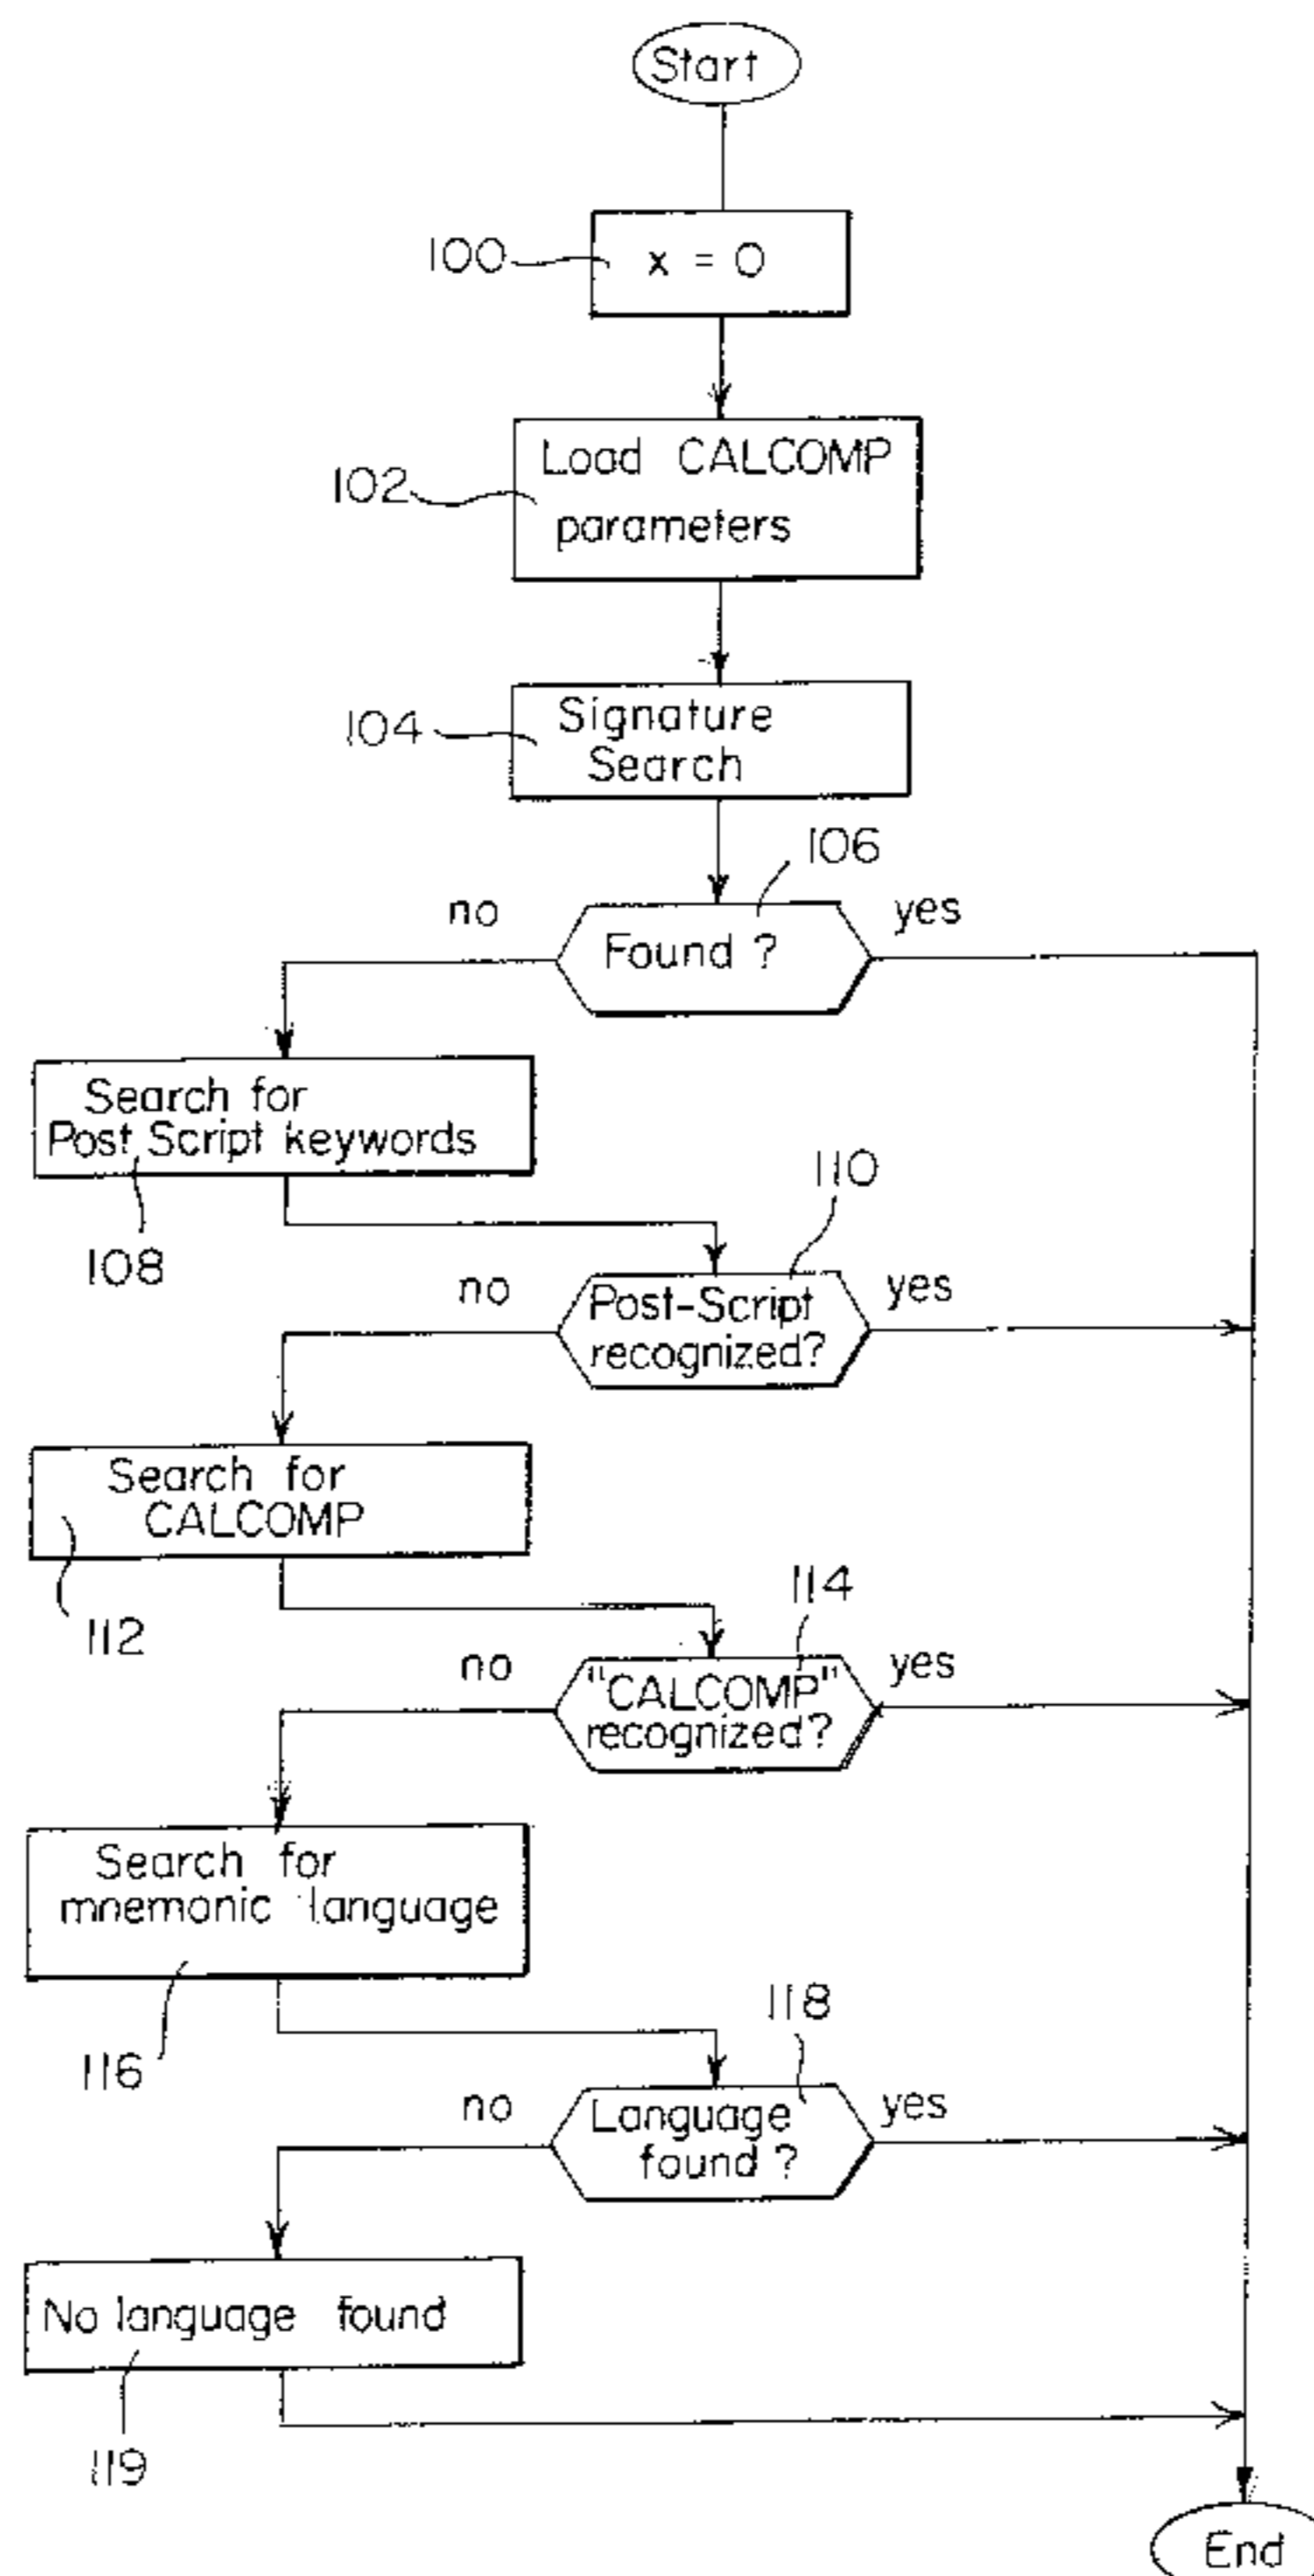 Start
100
x = 0
102
Load CALCOMP
parameters
104
Signature
Search
106
no
yes
Found ?
Search for
Post Script keywords
108
110
no
yes
Post-Script
recognized?
Search for
CALCOMP
112
114
no
yes
"CALCOMP"
recognized?
Search for
mnemonic language
116
118
no
yes
Language
found ?
No language found
119
End